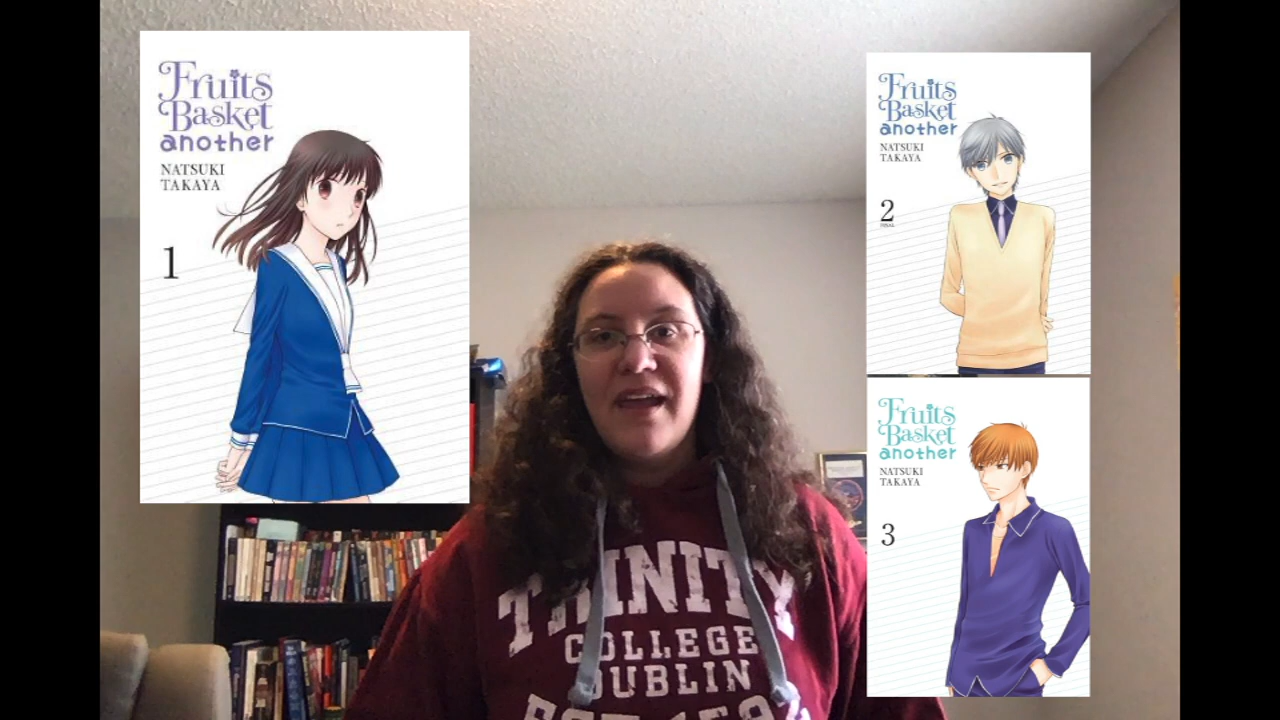 Fruits
Basket
another
NATSUKI
TAKAYA
1
Fruits
Basket
another
NATSUKI
TAKAYA
2
FINAL
Fruits
Basket
another
NATSUKI
TAKAYA
3
TRINITY
COLLEGE
DUBLIN